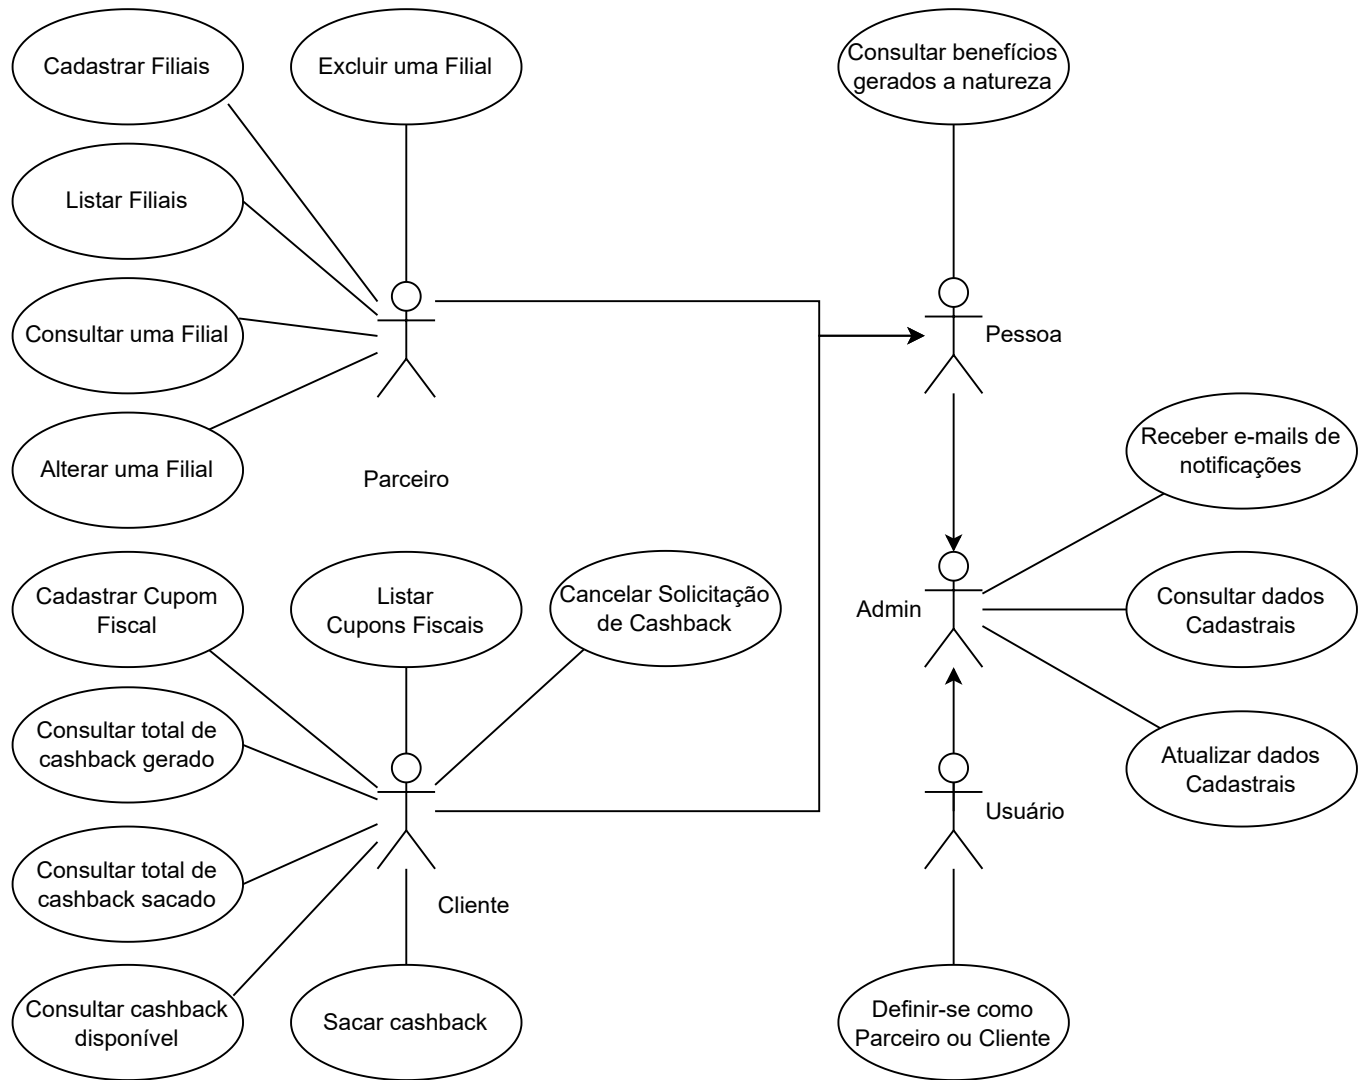 Cadastrar Filiais
Excluir uma Filial
Consultar benefícios
gerados a natureza
Listar Filiais
Consultar uma Filial
Pessoa
Alterar uma Filial
Parceiro
Receber e-mails de
notificações
Cadastrar Cupom
Fiscal
Listar
Cupons Fiscais
Cancelar Solicitação
de Cashback
Admin
Consultar dados
Cadastrais
Consultar total de
cashback gerado
Atualizar dados
Cadastrais
Usuário
Consultar total de
cashback sacado
Cliente
Consultar cashback
disponível
Sacar cashback
Definir-se como
Parceiro ou Cliente